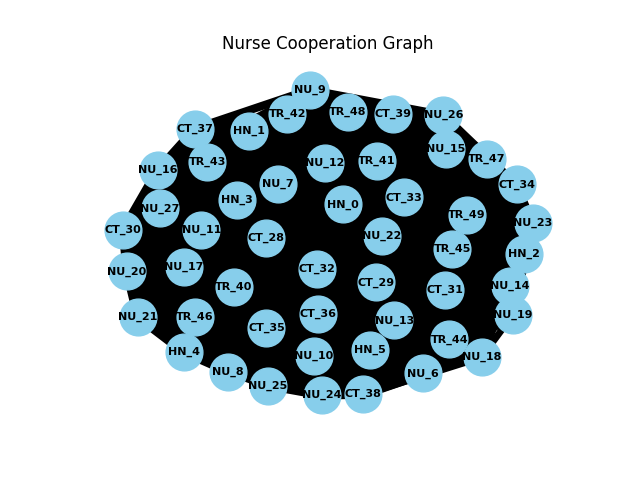 Nurse Cooperation Graph
NU_9
TR_42
TR_48
CT_39
NU_26
CT_37
HN_1
NU_15
TR_47
TR_43
NU_12
TR_41
NU_16
CT_34
NU_7
HN_3
CT_33
HN_0
NU_27
TR_49
NU_23
CT_30
NU_11
CT_28
NU_22
TR_45
HN_2
NU_20
NU_17
CT_32
CT_29
NU_14
TR_40
CT_31
NU_21
TR_46
CT_36
NU_13
NU_19
CT_35
TR_44
HN_4
NU_10
HN_5
NU_18
NU_8
NU_6
NU_25
NU_24
CT_38